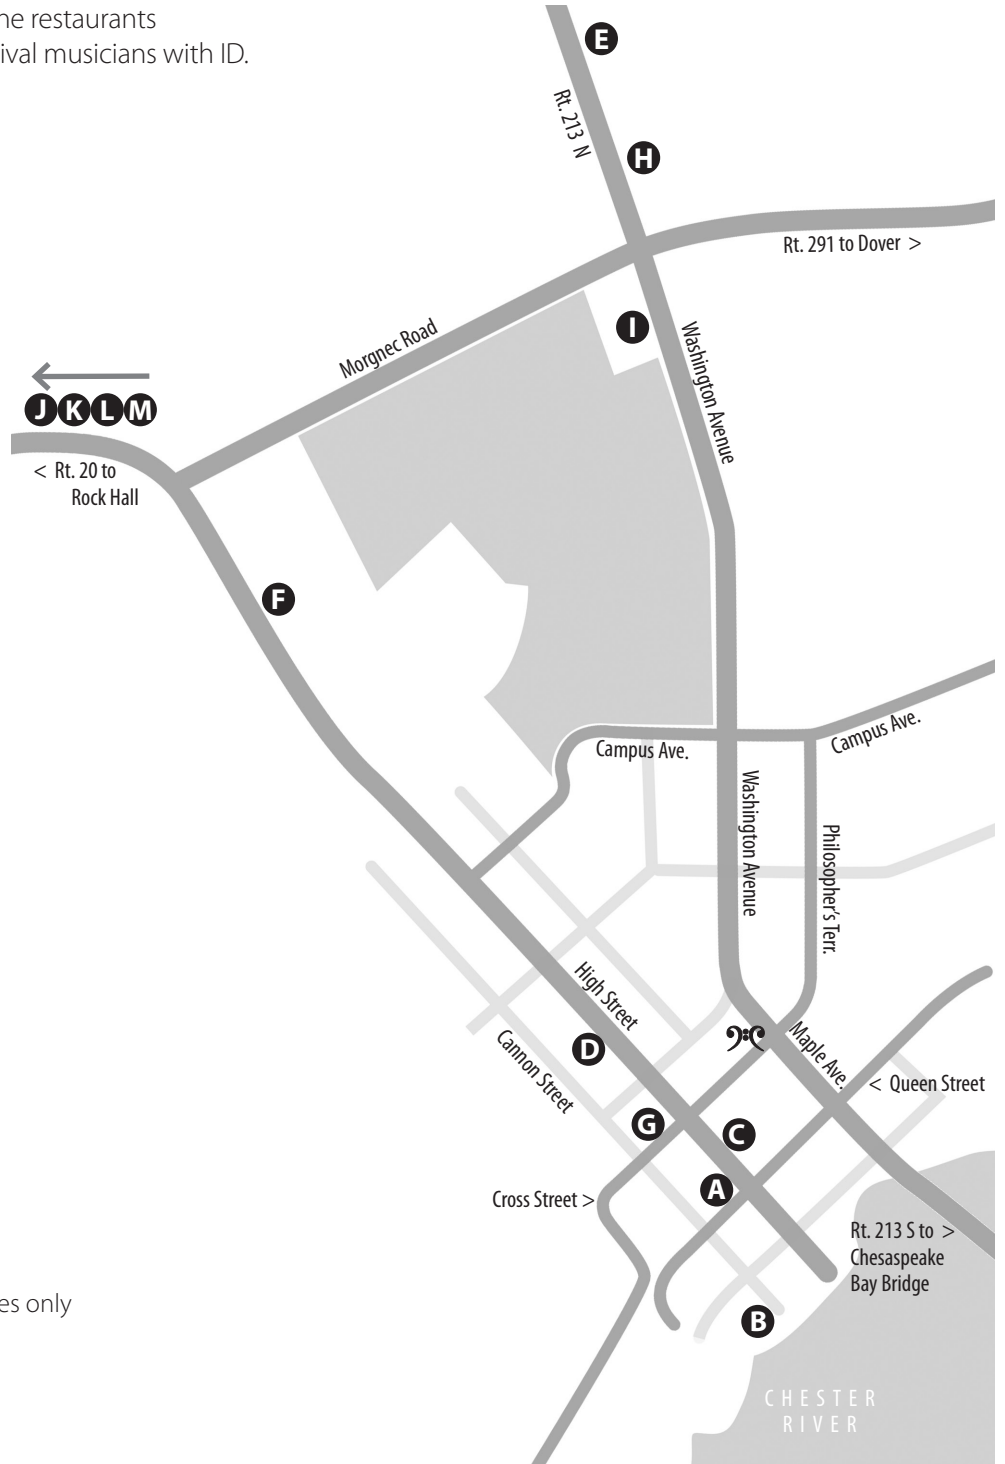 ne restaurants
ival musicians with ID.
E
Rt. 213 N
H
Rt. 291 to Dover >
I
Morgnec Road
Washington Avenue
J K L M
< Rt. 20 to
Rock Hall
F
Campus Ave.
Campus Ave.
Washington Avenue
Philosopher's Terr.
High Street
D
Cannon Street
Maple Ave.
< Queen Street
G
C
A
Cross Street >
Rt. 213 S to >
Chesaspeake
Bay Bridge
es only
B
CHESTER
RIVER